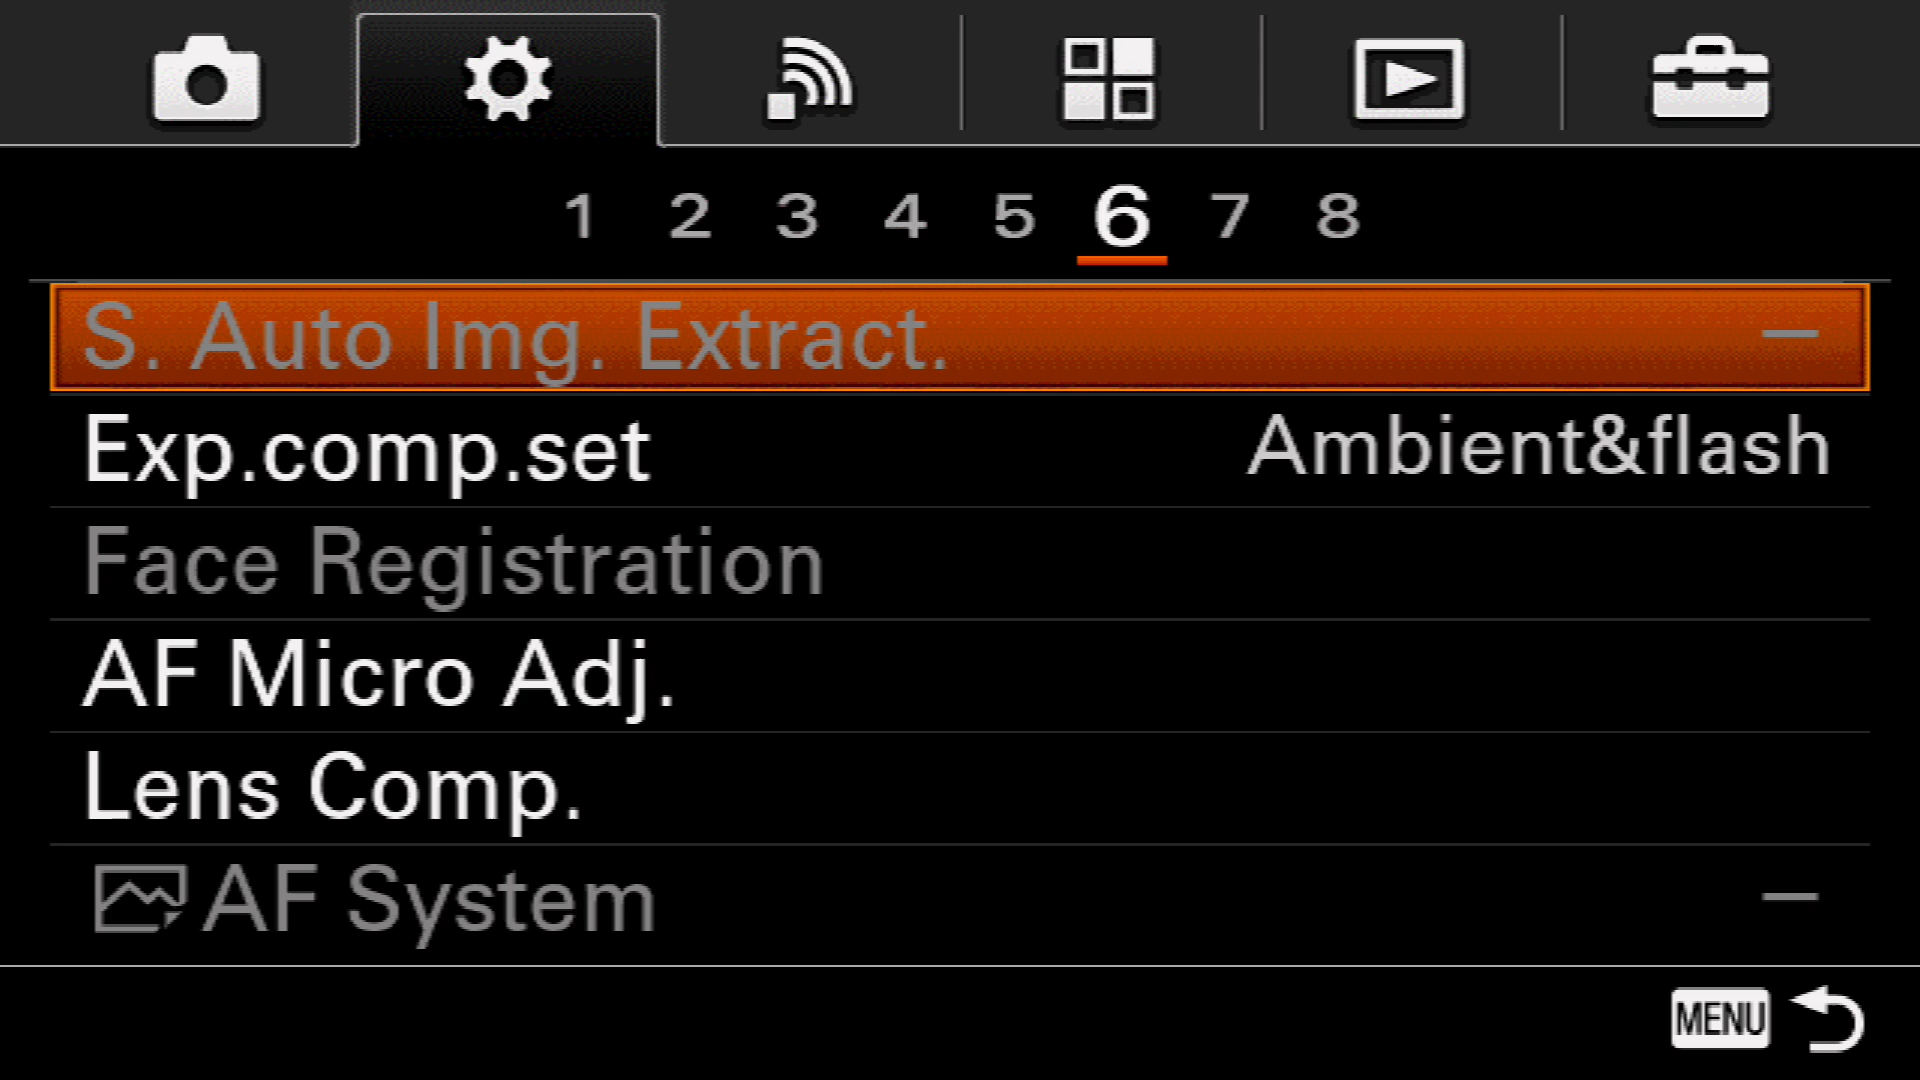 1 2 3 4 5 6 7 8
S. Auto Img. Extract. –
Exp.comp.set Ambient&flash
Face Registration
AF Micro Adj.
Lens Comp.
AF System –
MENU